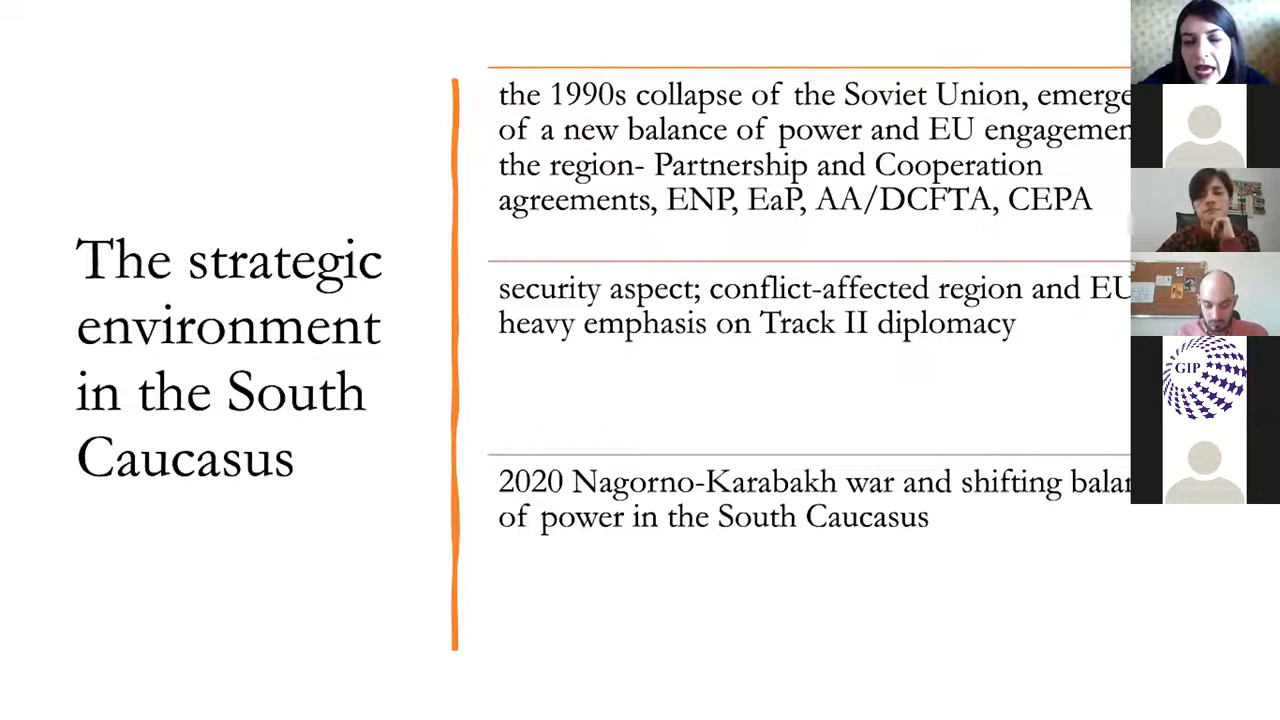 The strategic
environment
in the South
Caucasus
the 1990s collapse of the Soviet Union,
of a new balance of power and EU
the region- Partnership and Cooperation
agreements, ENP, EaP, AA/DCFTA, CEPA
security aspect; conflict-affected region and EU
heavy emphasis on Track II diplomacy
2020 Nagorno-Karabakh war and shifting
of power in the South Caucasus
GIP